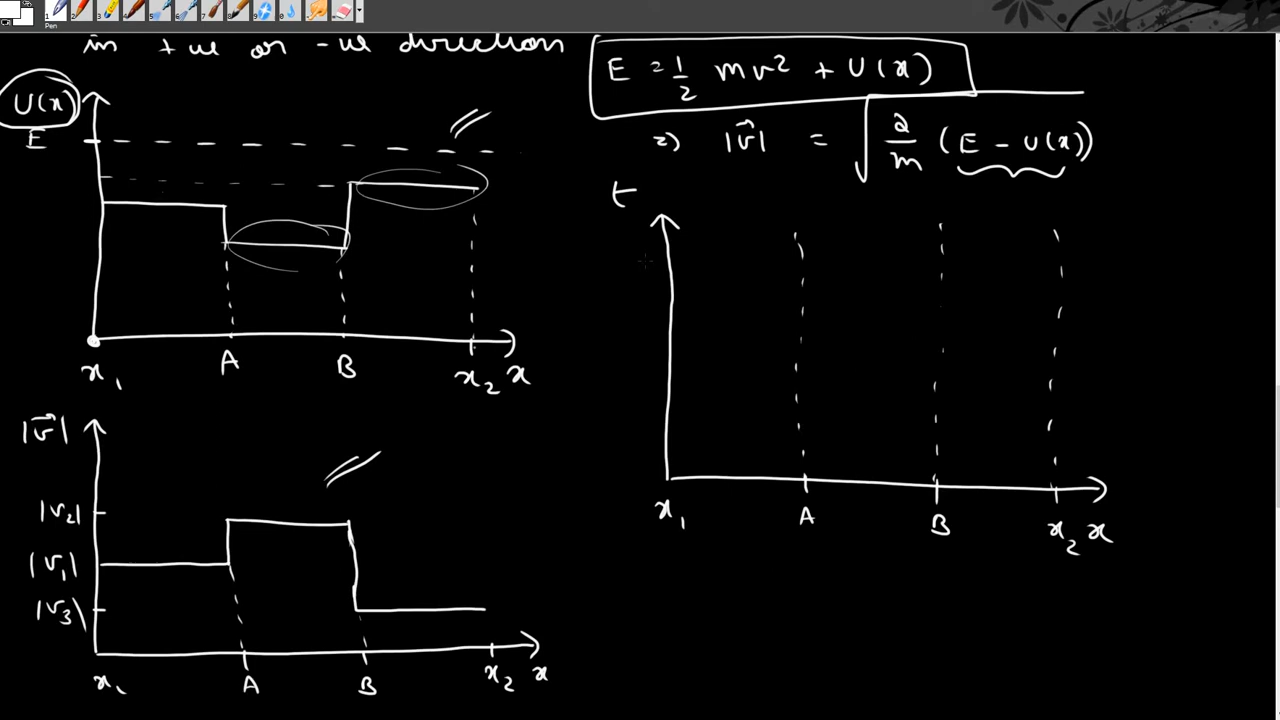 in +ve or -ve direction
E = 1/2 mv² + U(x)
=> |v⃗| = √(2/m (E - U(x)))
U(x)
E
x₁ A B x₂ x
|v⃗|
|v₂|
|v₁|
|v₃|
x₁ A B x₂ x
t
x₁ A B x₂ x